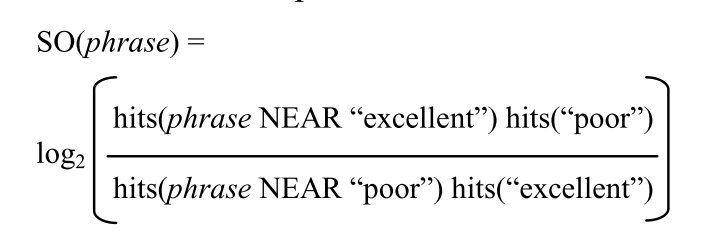 SO(phrase) =
hits(phrase NEAR “excellent”) hits(“poor”)
log₂
hits(phrase NEAR “poor”) hits(“excellent”)